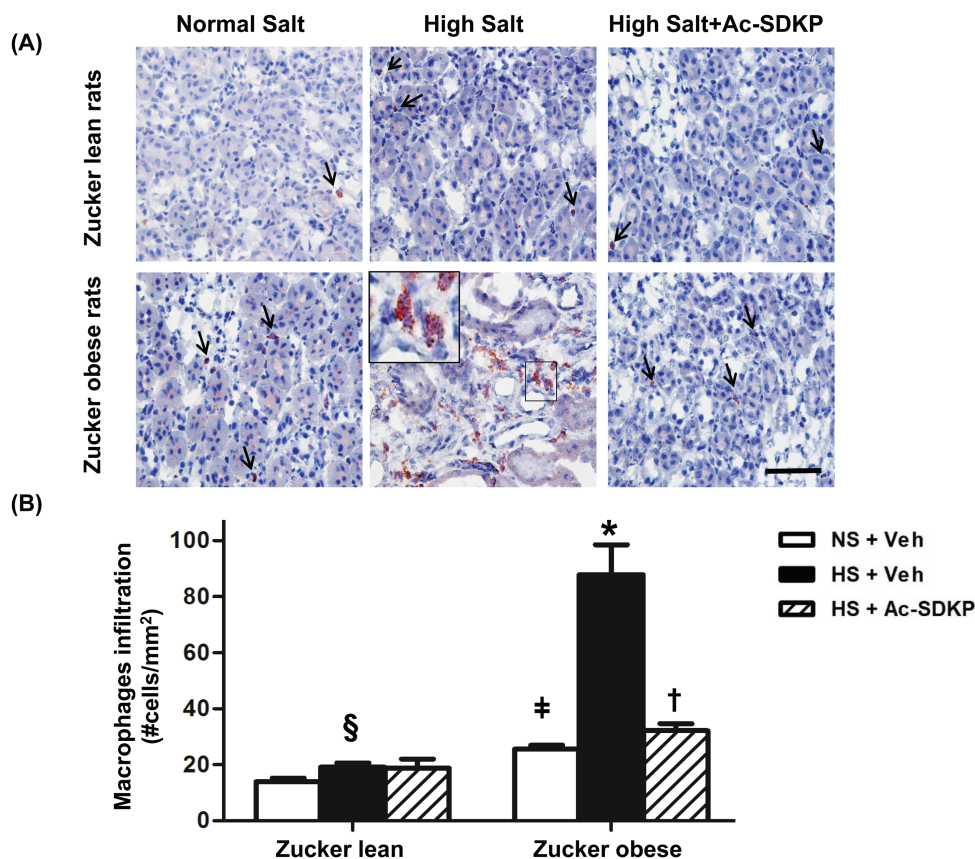 (A)
Normal Salt
High Salt
High Salt+Ac-SDKP
Zucker lean rats
Zucker obese rats
(B)
Macrophages infiltration
(#cells/mm²)
100
80
60
40
20
0
§
‡
*
†
Zucker lean
Zucker obese
NS + Veh
HS + Veh
HS + Ac-SDKP